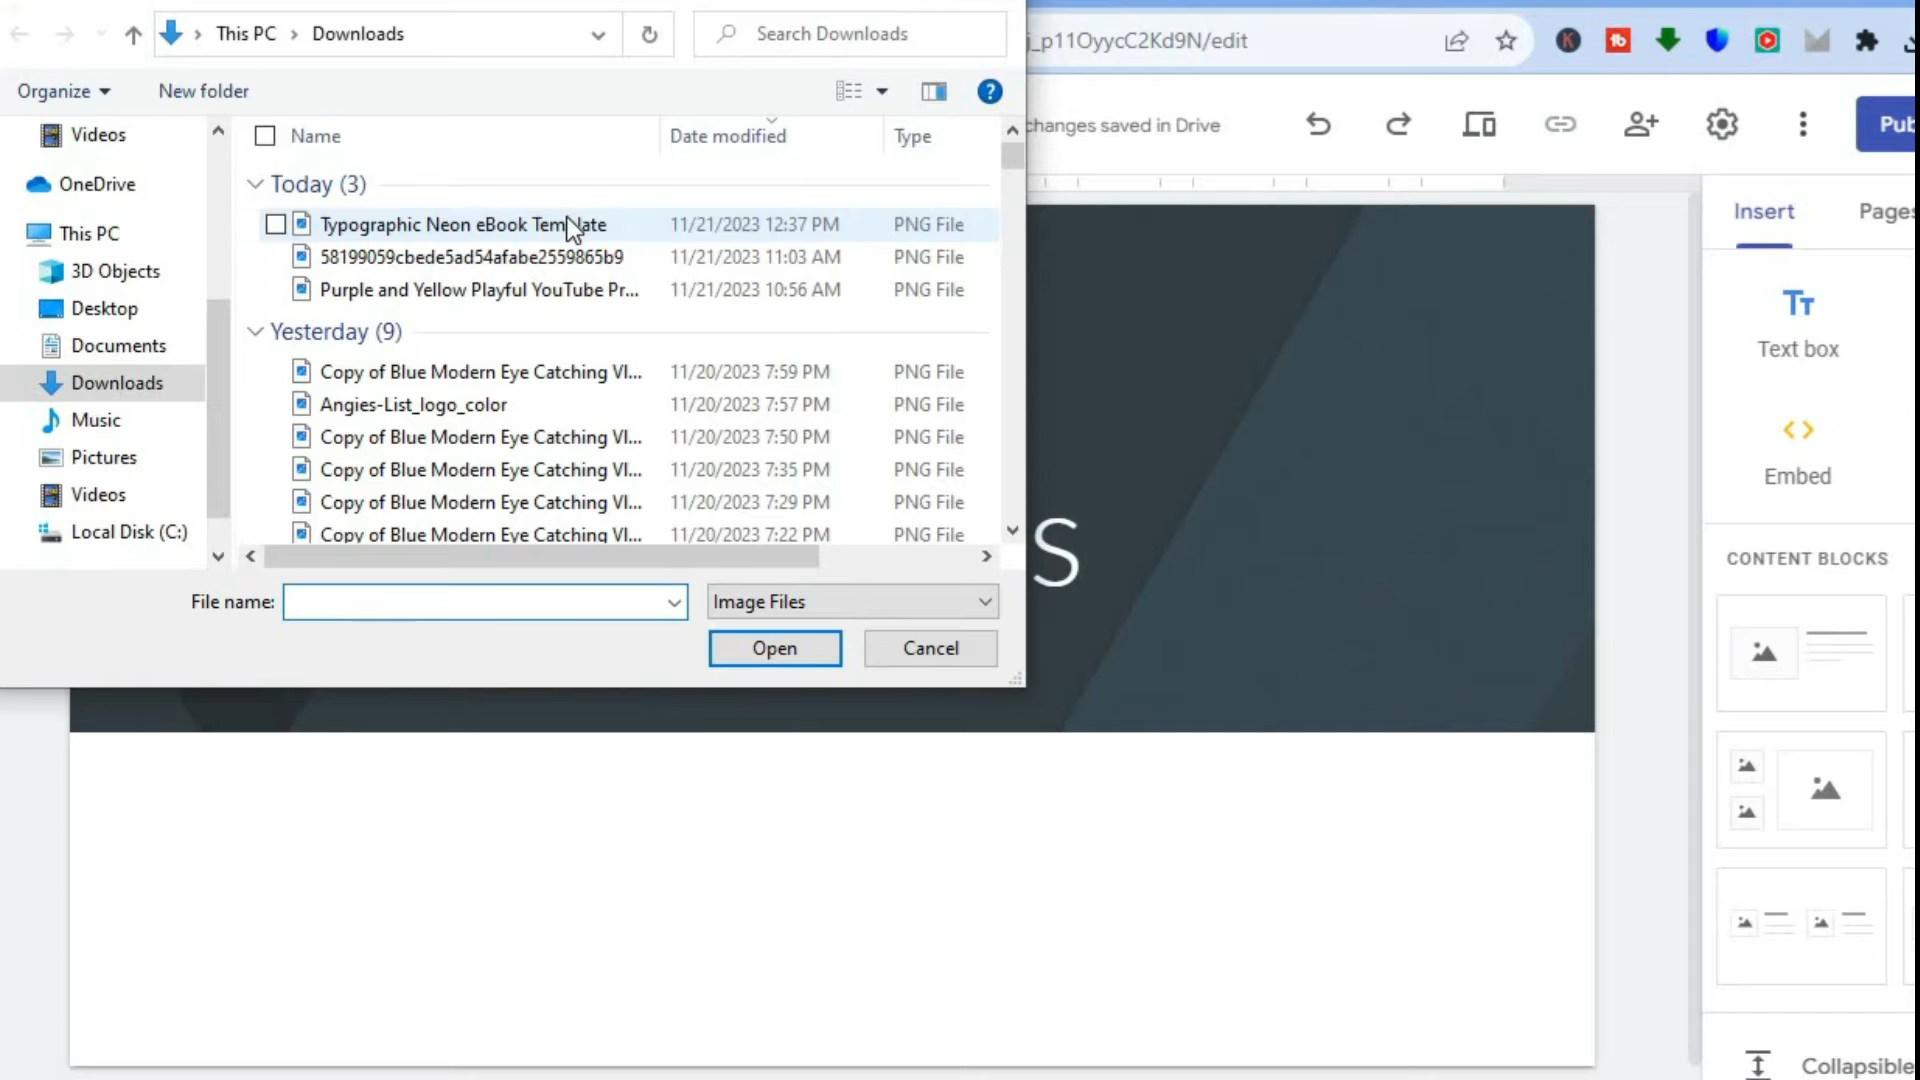 This PC
Downloads
Search Downloads
j_p11OyycC2Kd9N/edit
Organize
New folder
changes saved in Drive
Videos
Name
Date modified
Type
OneDrive
Today (3)
Typographic Neon eBook Template
11/21/2023 12:37 PM
PNG File
This PC
58199059cbede5ad54afabe2559865b9
11/21/2023 11:03 AM
PNG File
3D Objects
Purple and Yellow Playful YouTube Pr...
11/21/2023 10:56 AM
PNG File
Desktop
Yesterday (9)
Documents
Copy of Blue Modern Eye Catching Vl...
11/20/2023 7:59 PM
PNG File
Downloads
Angies-List_logo_color
11/20/2023 7:57 PM
PNG File
Music
Copy of Blue Modern Eye Catching Vl...
11/20/2023 7:50 PM
PNG File
Pictures
Copy of Blue Modern Eye Catching Vl...
11/20/2023 7:35 PM
PNG File
Videos
Copy of Blue Modern Eye Catching Vl...
11/20/2023 7:29 PM
PNG File
Local Disk (C:)
Copy of Blue Modern Eye Catching Vl...
11/20/2023 7:22 PM
PNG File
File name:
Image Files
Open
Cancel
S
Pub
Insert
Pages
Text box
Embed
CONTENT BLOCKS
Collapsible